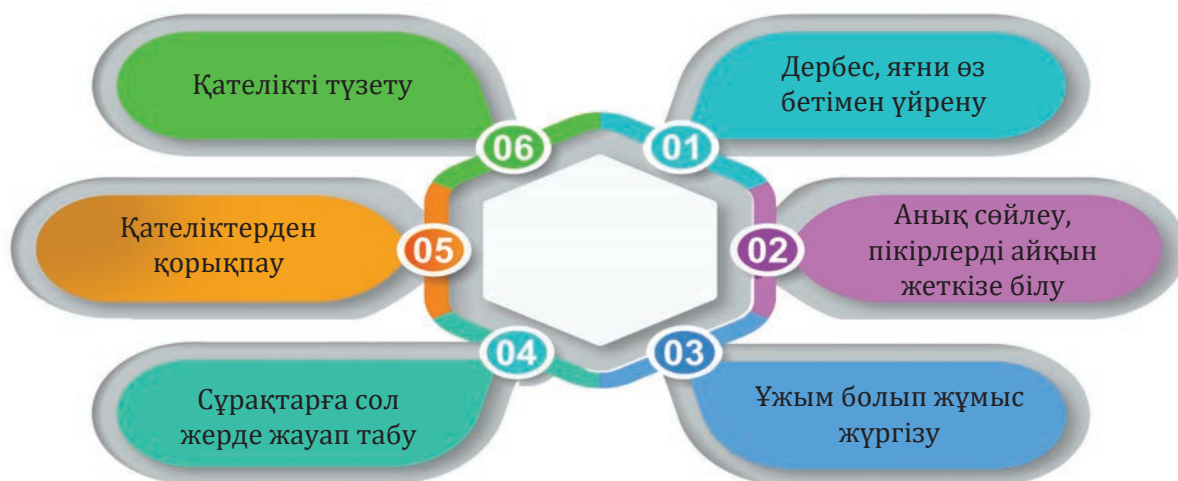 01
Дербес, яғни өз
бетімен үйрену
02
Анық сөйлеу,
пікірлерді айқын
жеткізе білу
03
Ұжым болып жұмыс
жүргізу
04
Сұрақтарға сол
жерде жауап табу
05
Қателіктерден
қорықпау
06
Қателікті түзету